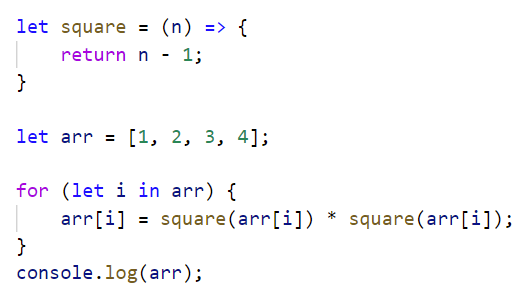 let square = (n) => {
    return n - 1;
}

let arr = [1, 2, 3, 4];

for (let i in arr) {
    arr[i] = square(arr[i]) * square(arr[i]);
}
console.log(arr);